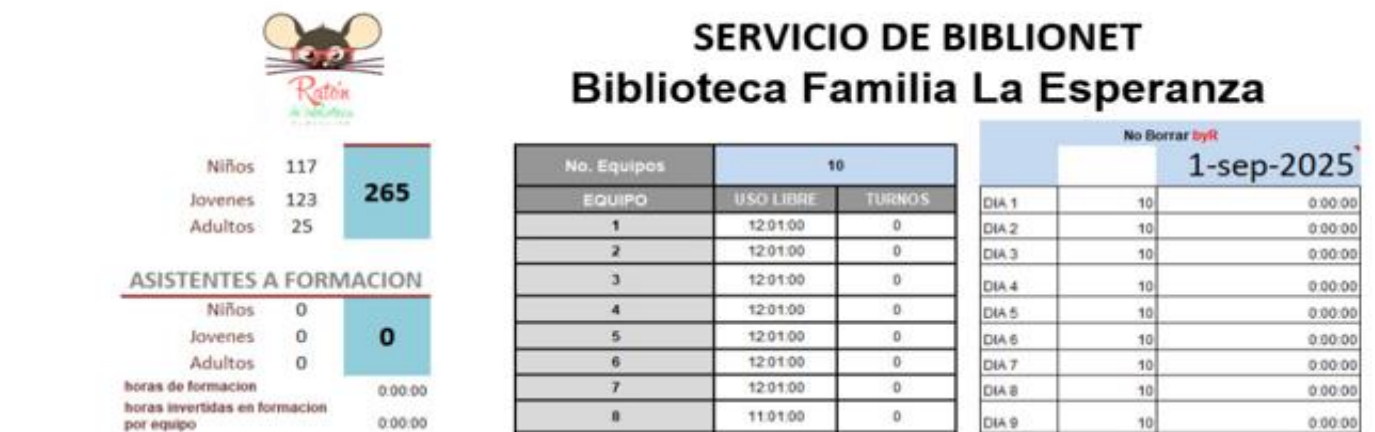 Ratón
de biblioteca
SERVICIO DE BIBLIONET
Biblioteca Familia La Esperanza
Niños 117
Jovenes 123
Adultos 25
265
ASISTENTES A FORMACION
Niños 0
Jovenes 0
Adultos 0
0
horas de formacion 0:00:00
horas invertidas en formacion
por equipo 0:00:00
No. Equipos 10
EQUIPO USO LIBRE TURNOS
1 12:01:00 0
2 12:01:00 0
3 12:01:00 0
4 12:01:00 0
5 12:01:00 0
6 12:01:00 0
7 12:01:00 0
8 11:01:00 0
No Borrar byR
1-sep-2025
DIA 1 10 0:00:00
DIA 2 10 0:00:00
DIA 3 10 0:00:00
DIA 4 10 0:00:00
DIA 5 10 0:00:00
DIA 6 10 0:00:00
DIA 7 10 0:00:00
DIA 8 10 0:00:00
DIA 9 10 0:00:00